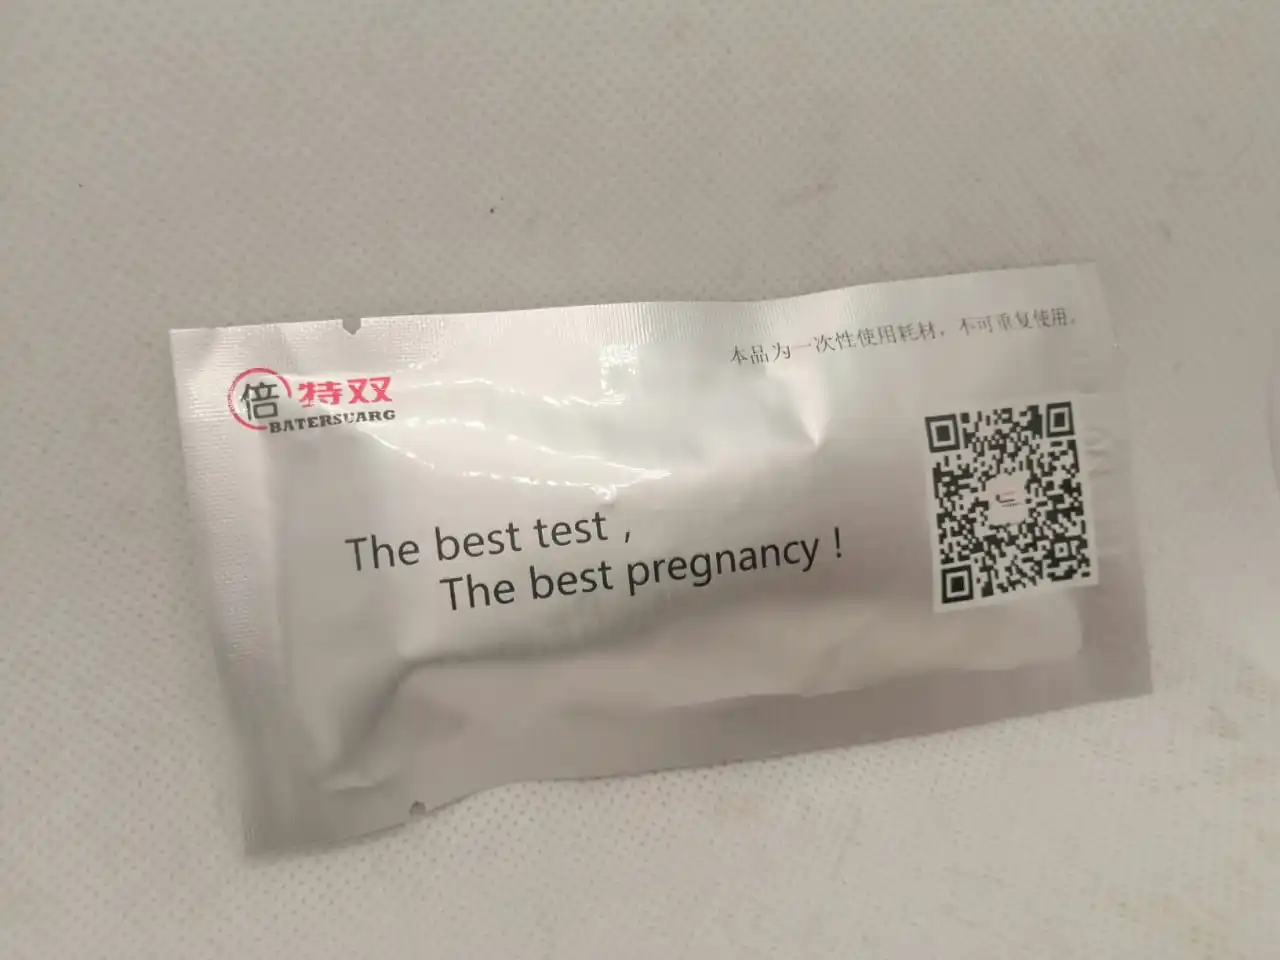 倍特双
BATERSUARG
本品为一次性使用耗材，不可重复使用。
The best test ,
The best pregnancy !